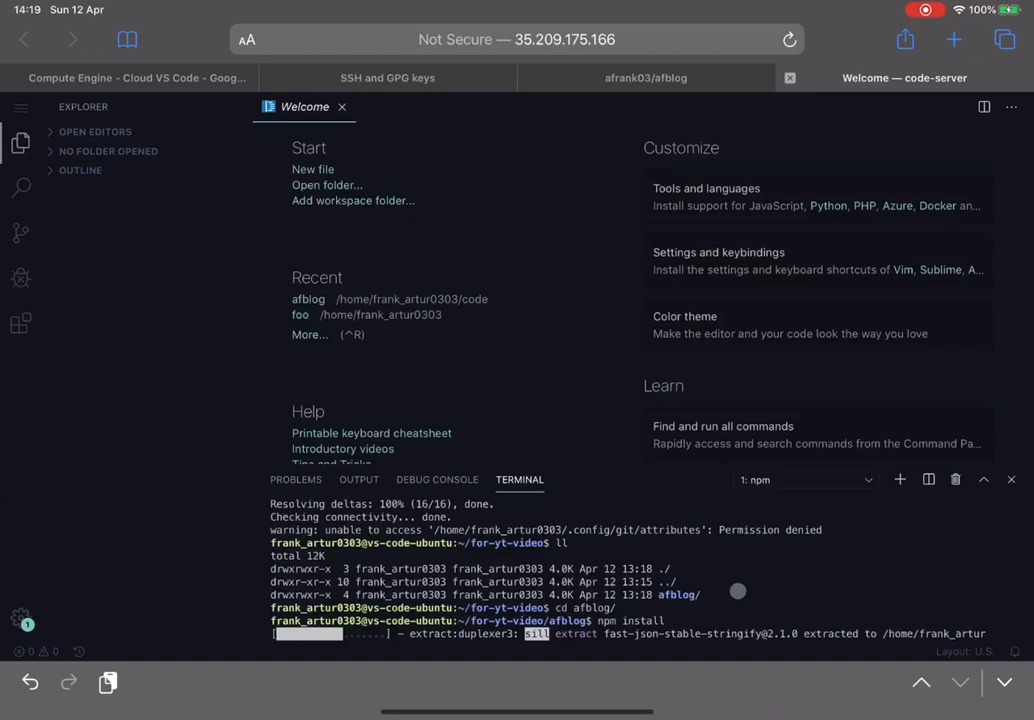 14:19 Sun 12 Apr
100%
AA
Not Secure — 35.209.175.166
Compute Engine - Cloud VS Code - Goog...
SSH and GPG keys
afrank03/afblog
Welcome — code-server
EXPLORER
OPEN EDITORS
NO FOLDER OPENED
OUTLINE
Welcome
Start
New file
Open folder...
Add workspace folder...
Recent
afblog /home/frank_artur0303/code
foo /home/frank_artur0303
More... (^R)
Help
Printable keyboard cheatsheet
Introductory videos
Tips and Tricks
Customize
Tools and languages
Install support for JavaScript, Python, PHP, Azure, Docker an...
Settings and keybindings
Install the settings and keyboard shortcuts of Vim, Sublime, A...
Color theme
Make the editor and your code look the way you love
Learn
Find and run all commands
Rapidly access and search commands from the Command Pa...
PROBLEMS
OUTPUT
DEBUG CONSOLE
TERMINAL
1: npm
Resolving deltas: 100% (16/16), done.
Checking connectivity... done.
warning: unable to access '/home/frank_artur0303/.config/git/attributes': Permission denied
frank_artur0303@vs-code-ubuntu:~/for-yt-video$ ll
total 12K
drwxrwxr-x 3 frank_artur0303 frank_artur0303 4.0K Apr 12 13:18 ./
drwxr-xr-x 10 frank_artur0303 frank_artur0303 4.0K Apr 12 13:15 ../
drwxrwxr-x 4 frank_artur0303 frank_artur0303 4.0K Apr 12 13:18 afblog/
frank_artur0303@vs-code-ubuntu:~/for-yt-video$ cd afblog/
frank_artur0303@vs-code-ubuntu:~/for-yt-video/afblog$ npm install
[.......] - extract:duplexer3: sill extract fast-json-stable-stringify@2.1.0 extracted to /home/frank_artur
1
0 0
Layout: U.S.